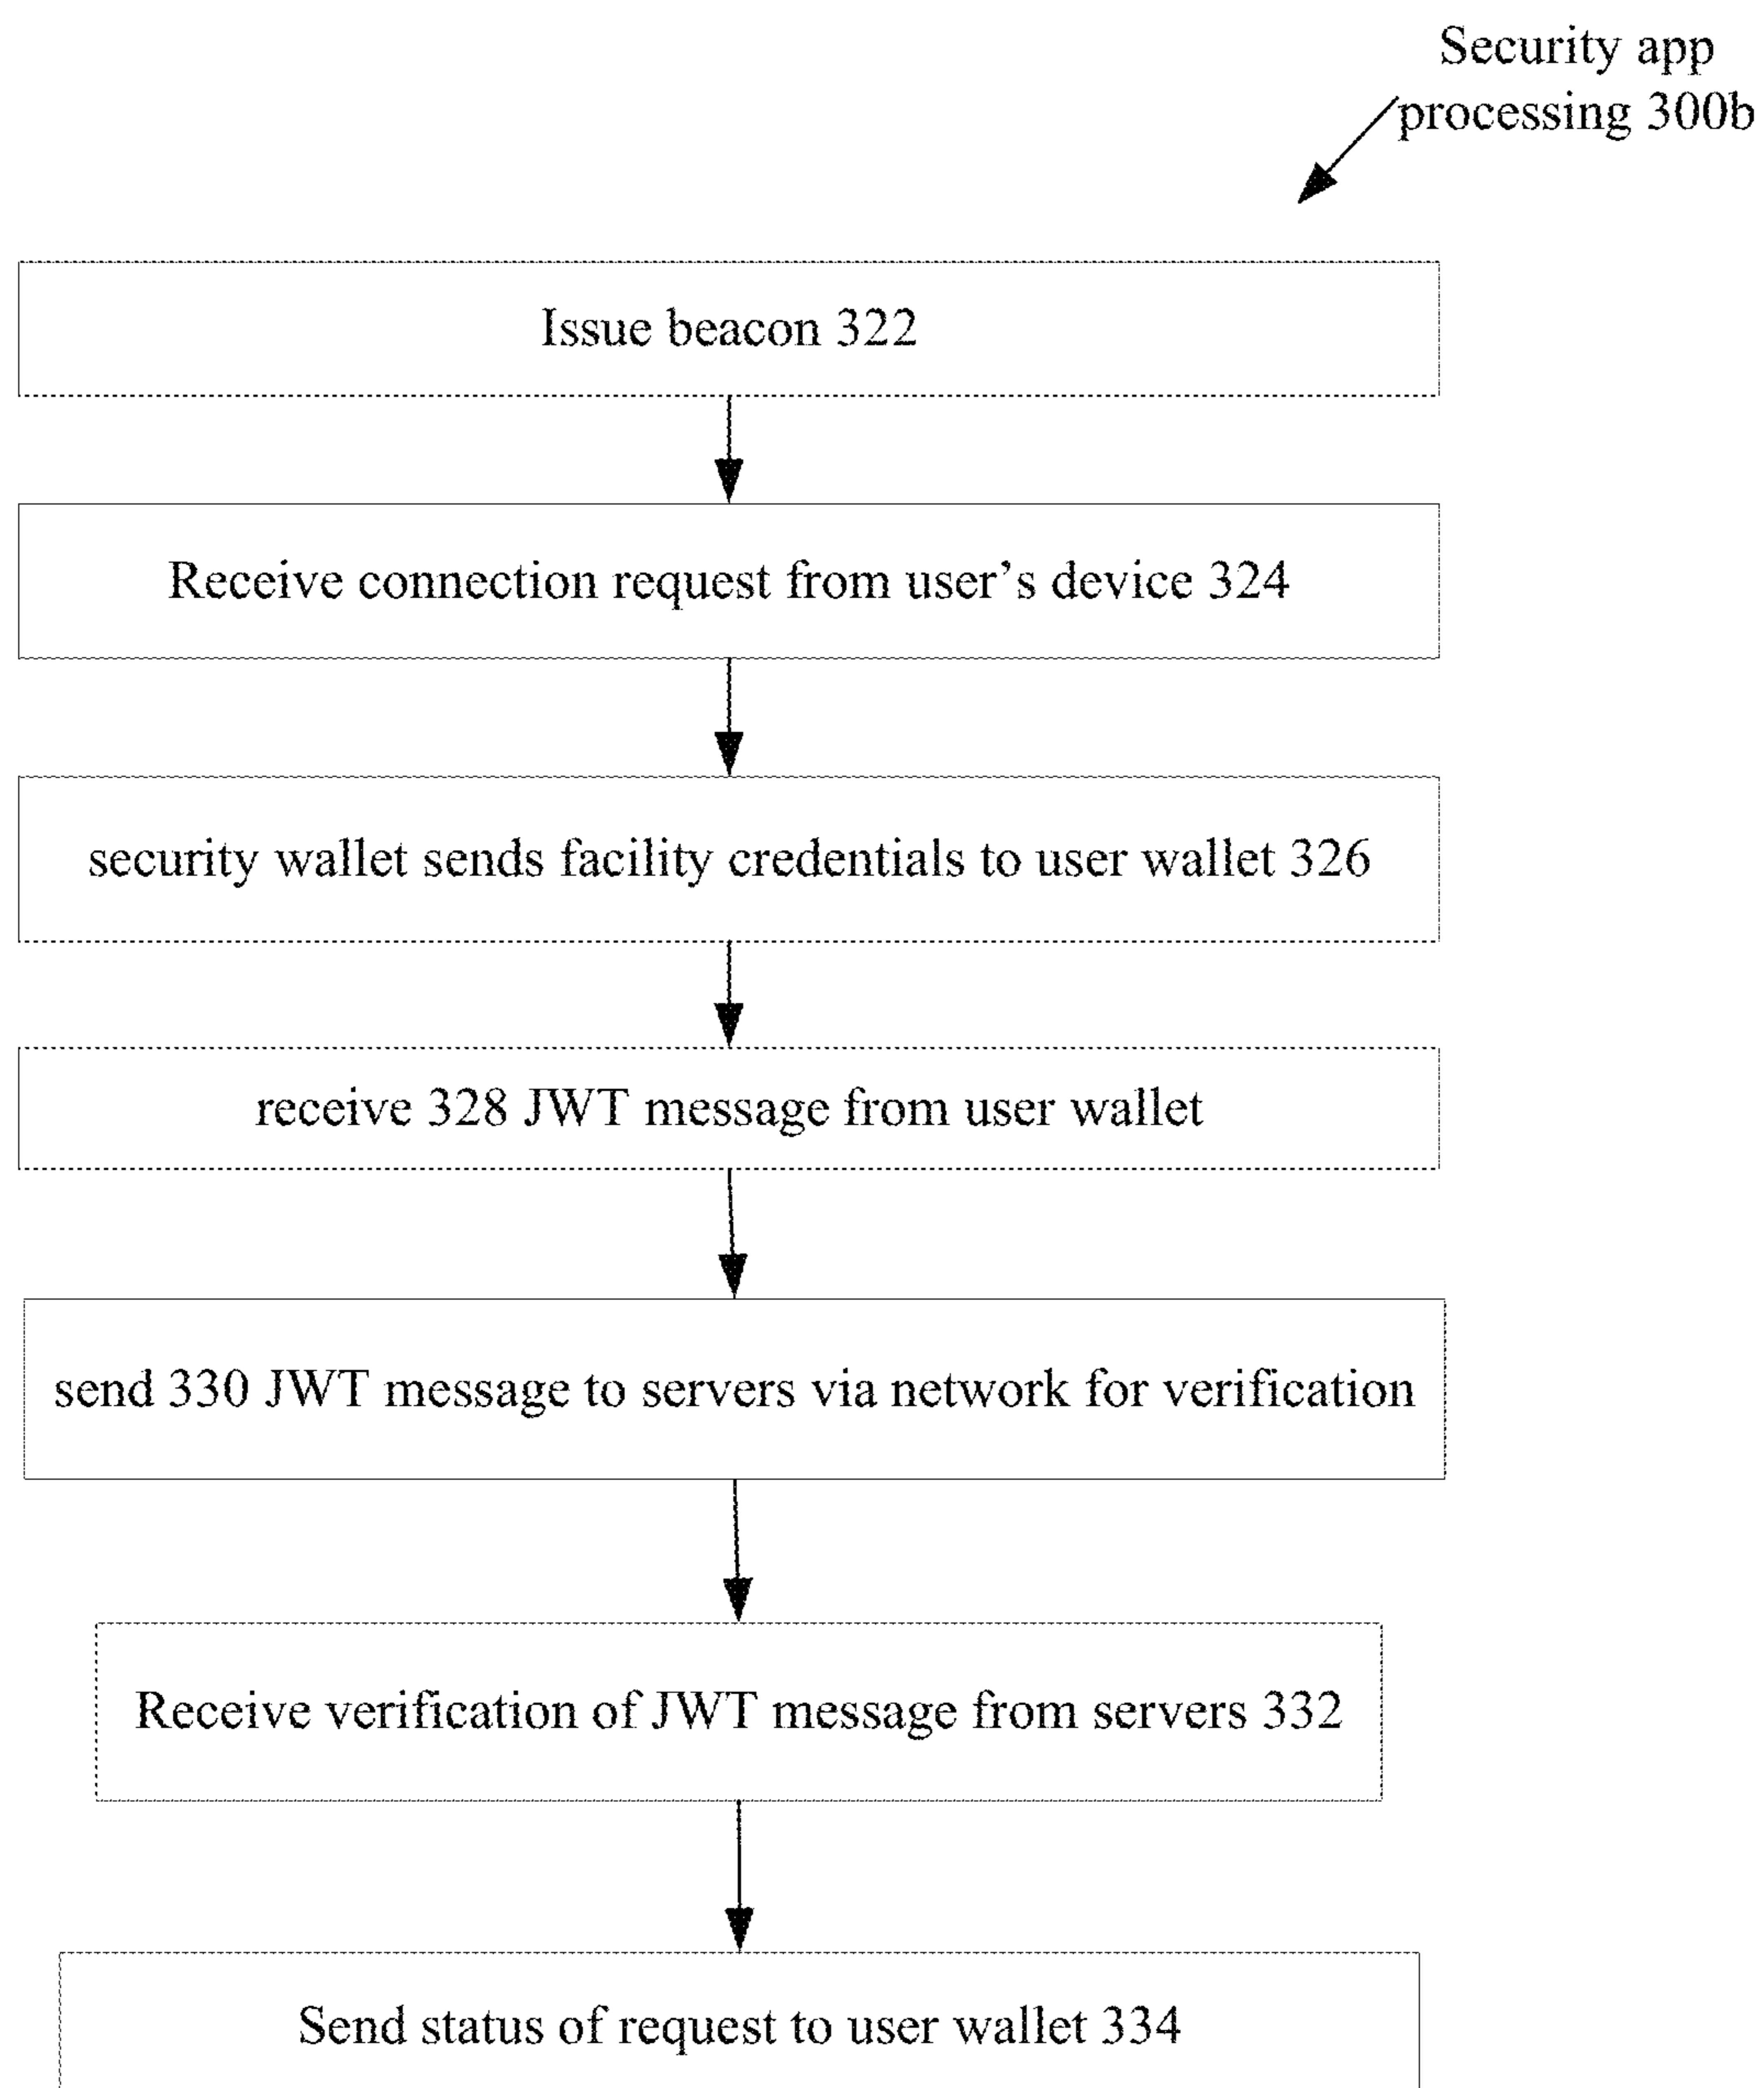 Security app
processing 300b
Issue beacon 322
Receive connection request from user’s device 324
security wallet sends facility credentials to user wallet 326
receive 328 JWT message from user wallet
send 330 JWT message to servers via network for verification
Receive verification of JWT message from servers 332
Send status of request to user wallet 334